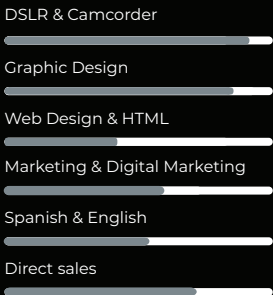 DSLR & Camcorder
Graphic Design
Web Design & HTML
Marketing & Digital Marketing
Spanish & English
Direct sales